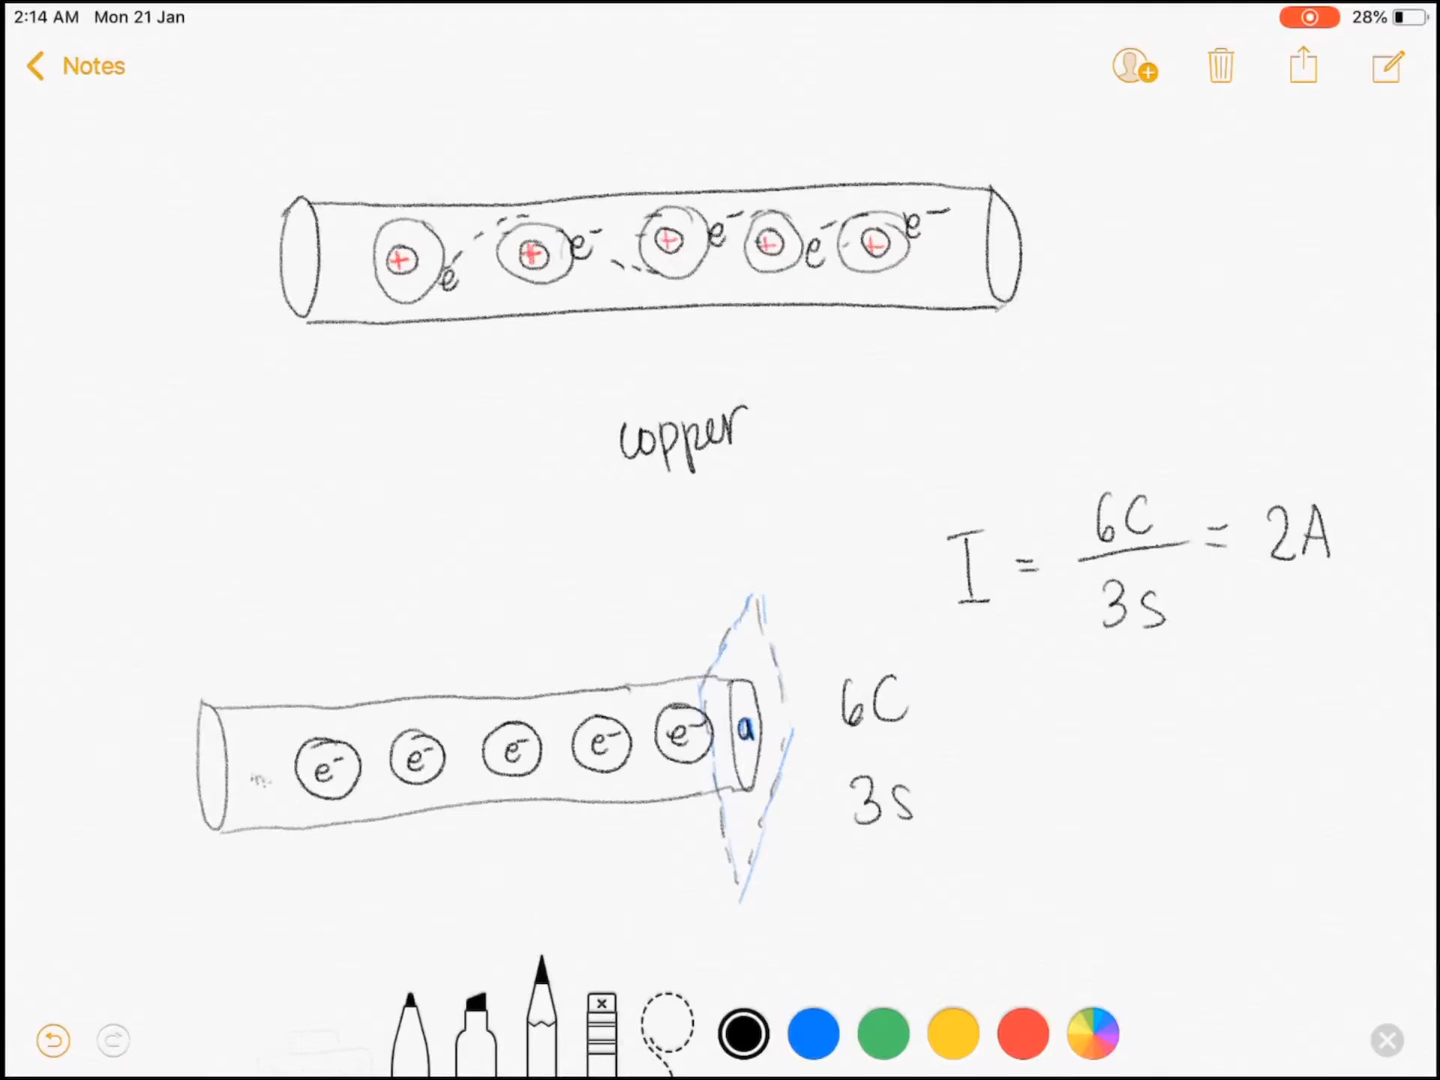 2:14 AM Mon 21 Jan
28%
Notes
+ e + e⁻ + e⁻ + e⁻ + e⁻
copper
I = 6C / 3s = 2A
e⁻ e⁻ e⁻ e⁻ e⁻ a
6C
3s